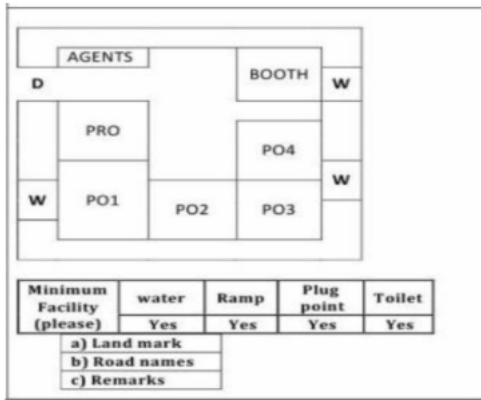 AGENTS
BOOTH
D
W
PRO
PO4
W
W
PO1
PO2
PO3
Minimum Facility (please) water Ramp Plug point Toilet
Yes Yes Yes Yes
a) Land mark
b) Road names
c) Remarks